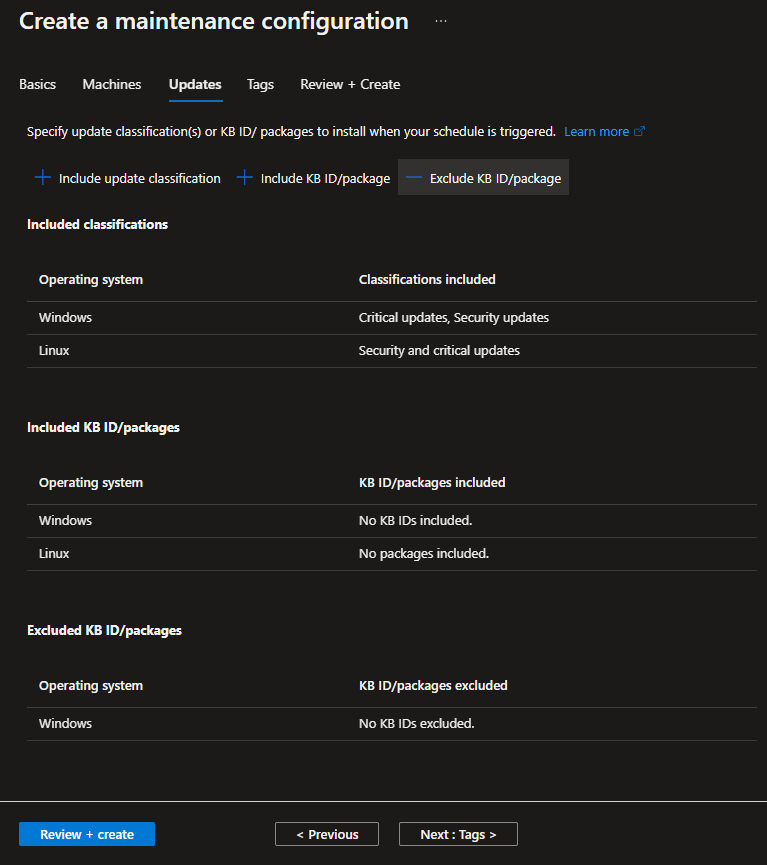 Create a maintenance configuration ...
Basics Machines Updates Tags Review + Create
Specify update classification(s) or KB ID/ packages to install when your schedule is triggered. Learn more
Include update classification Include KB ID/package Exclude KB ID/package
Included classifications
Operating system Classifications included
Windows Critical updates, Security updates
Linux Security and critical updates
Included KB ID/packages
Operating system KB ID/packages included
Windows No KB IDs included.
Linux No packages included.
Excluded KB ID/packages
Operating system KB ID/packages excluded
Windows No KB IDs excluded.
Review + create < Previous Next : Tags >